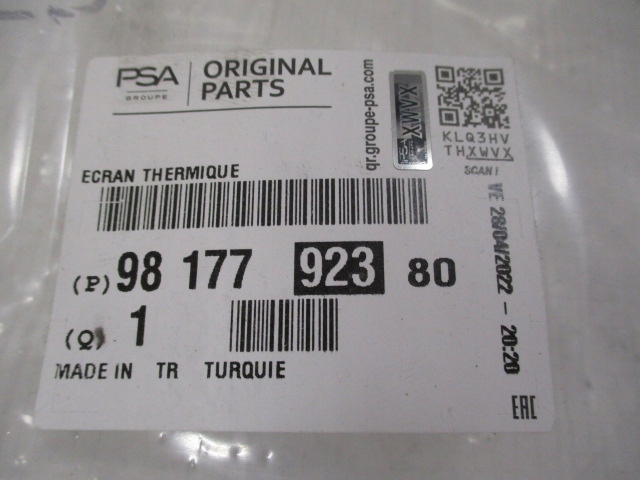 PSA
GROUPE
ORIGINAL
PARTS
qr.groupe-psa.com
XWVX
KLQ3HV
THXWVX
SCAN!
ECRAN THERMIQUE
(P) 98 177 923 80
(Q) 1
MADE IN TR TURQUIE
VE 28/04/2022 - 20:20
EAC